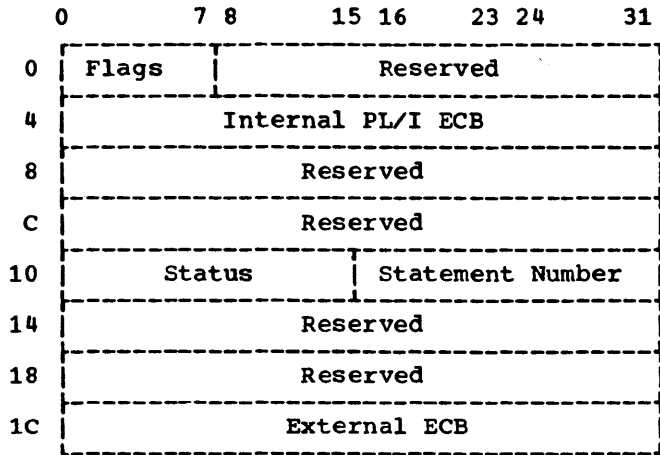 0 7 8 15 16 23 24 31
0 Flags Reserved
4 Internal PL/I ECB
8 Reserved
C Reserved
10 Status Statement Number
14 Reserved
18 Reserved
1C External ECB